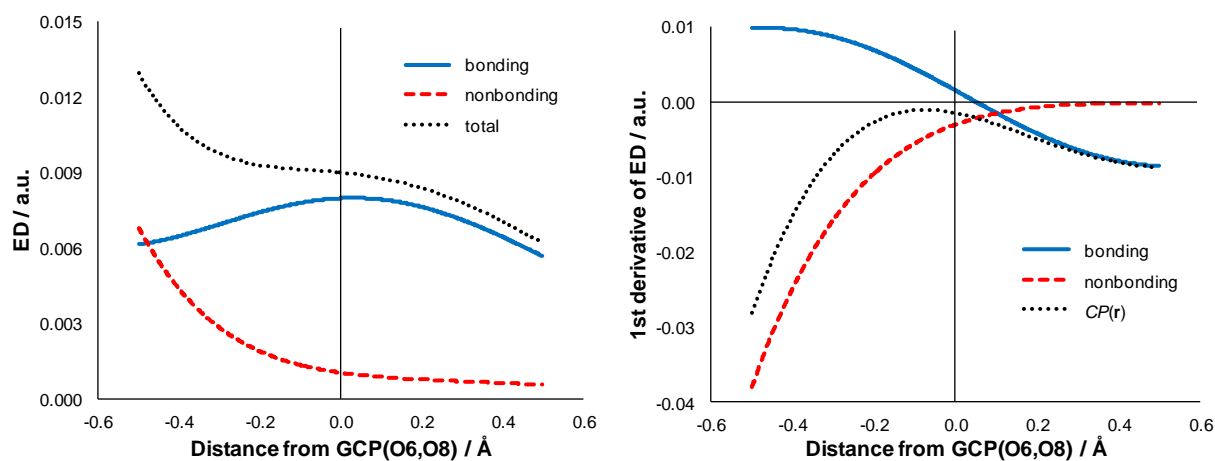 ED / a.u.
0.015
0.012
0.009
0.006
0.003
0.000
-0.6
-0.4
-0.2
0.0
0.2
0.4
0.6
Distance from GCP(O6,O8) / Å
bonding
nonbonding
total
1st derivative of ED / a.u.
0.01
0.00
-0.01
-0.02
-0.03
-0.04
-0.6
-0.4
-0.2
0.0
0.2
0.4
0.6
Distance from GCP(O6,O8) / Å
bonding
nonbonding
CP(r)